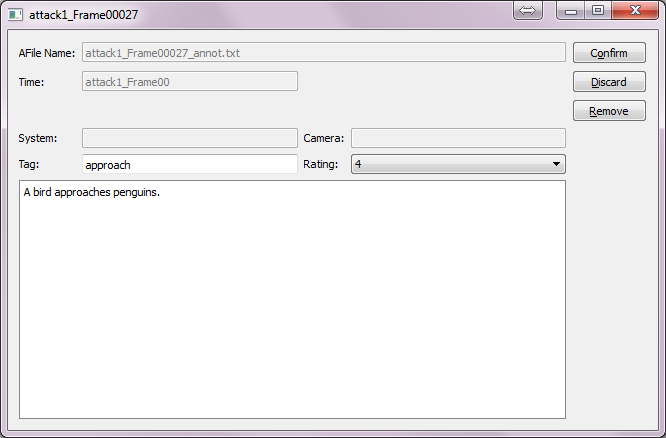 attack1_Frame00027
AFile Name: attack1_Frame00027_annot.txt Confirm
Time: attack1_Frame00 Discard
Remove
System: Camera:
Tag: approach Rating: 4
A bird approaches penguins.